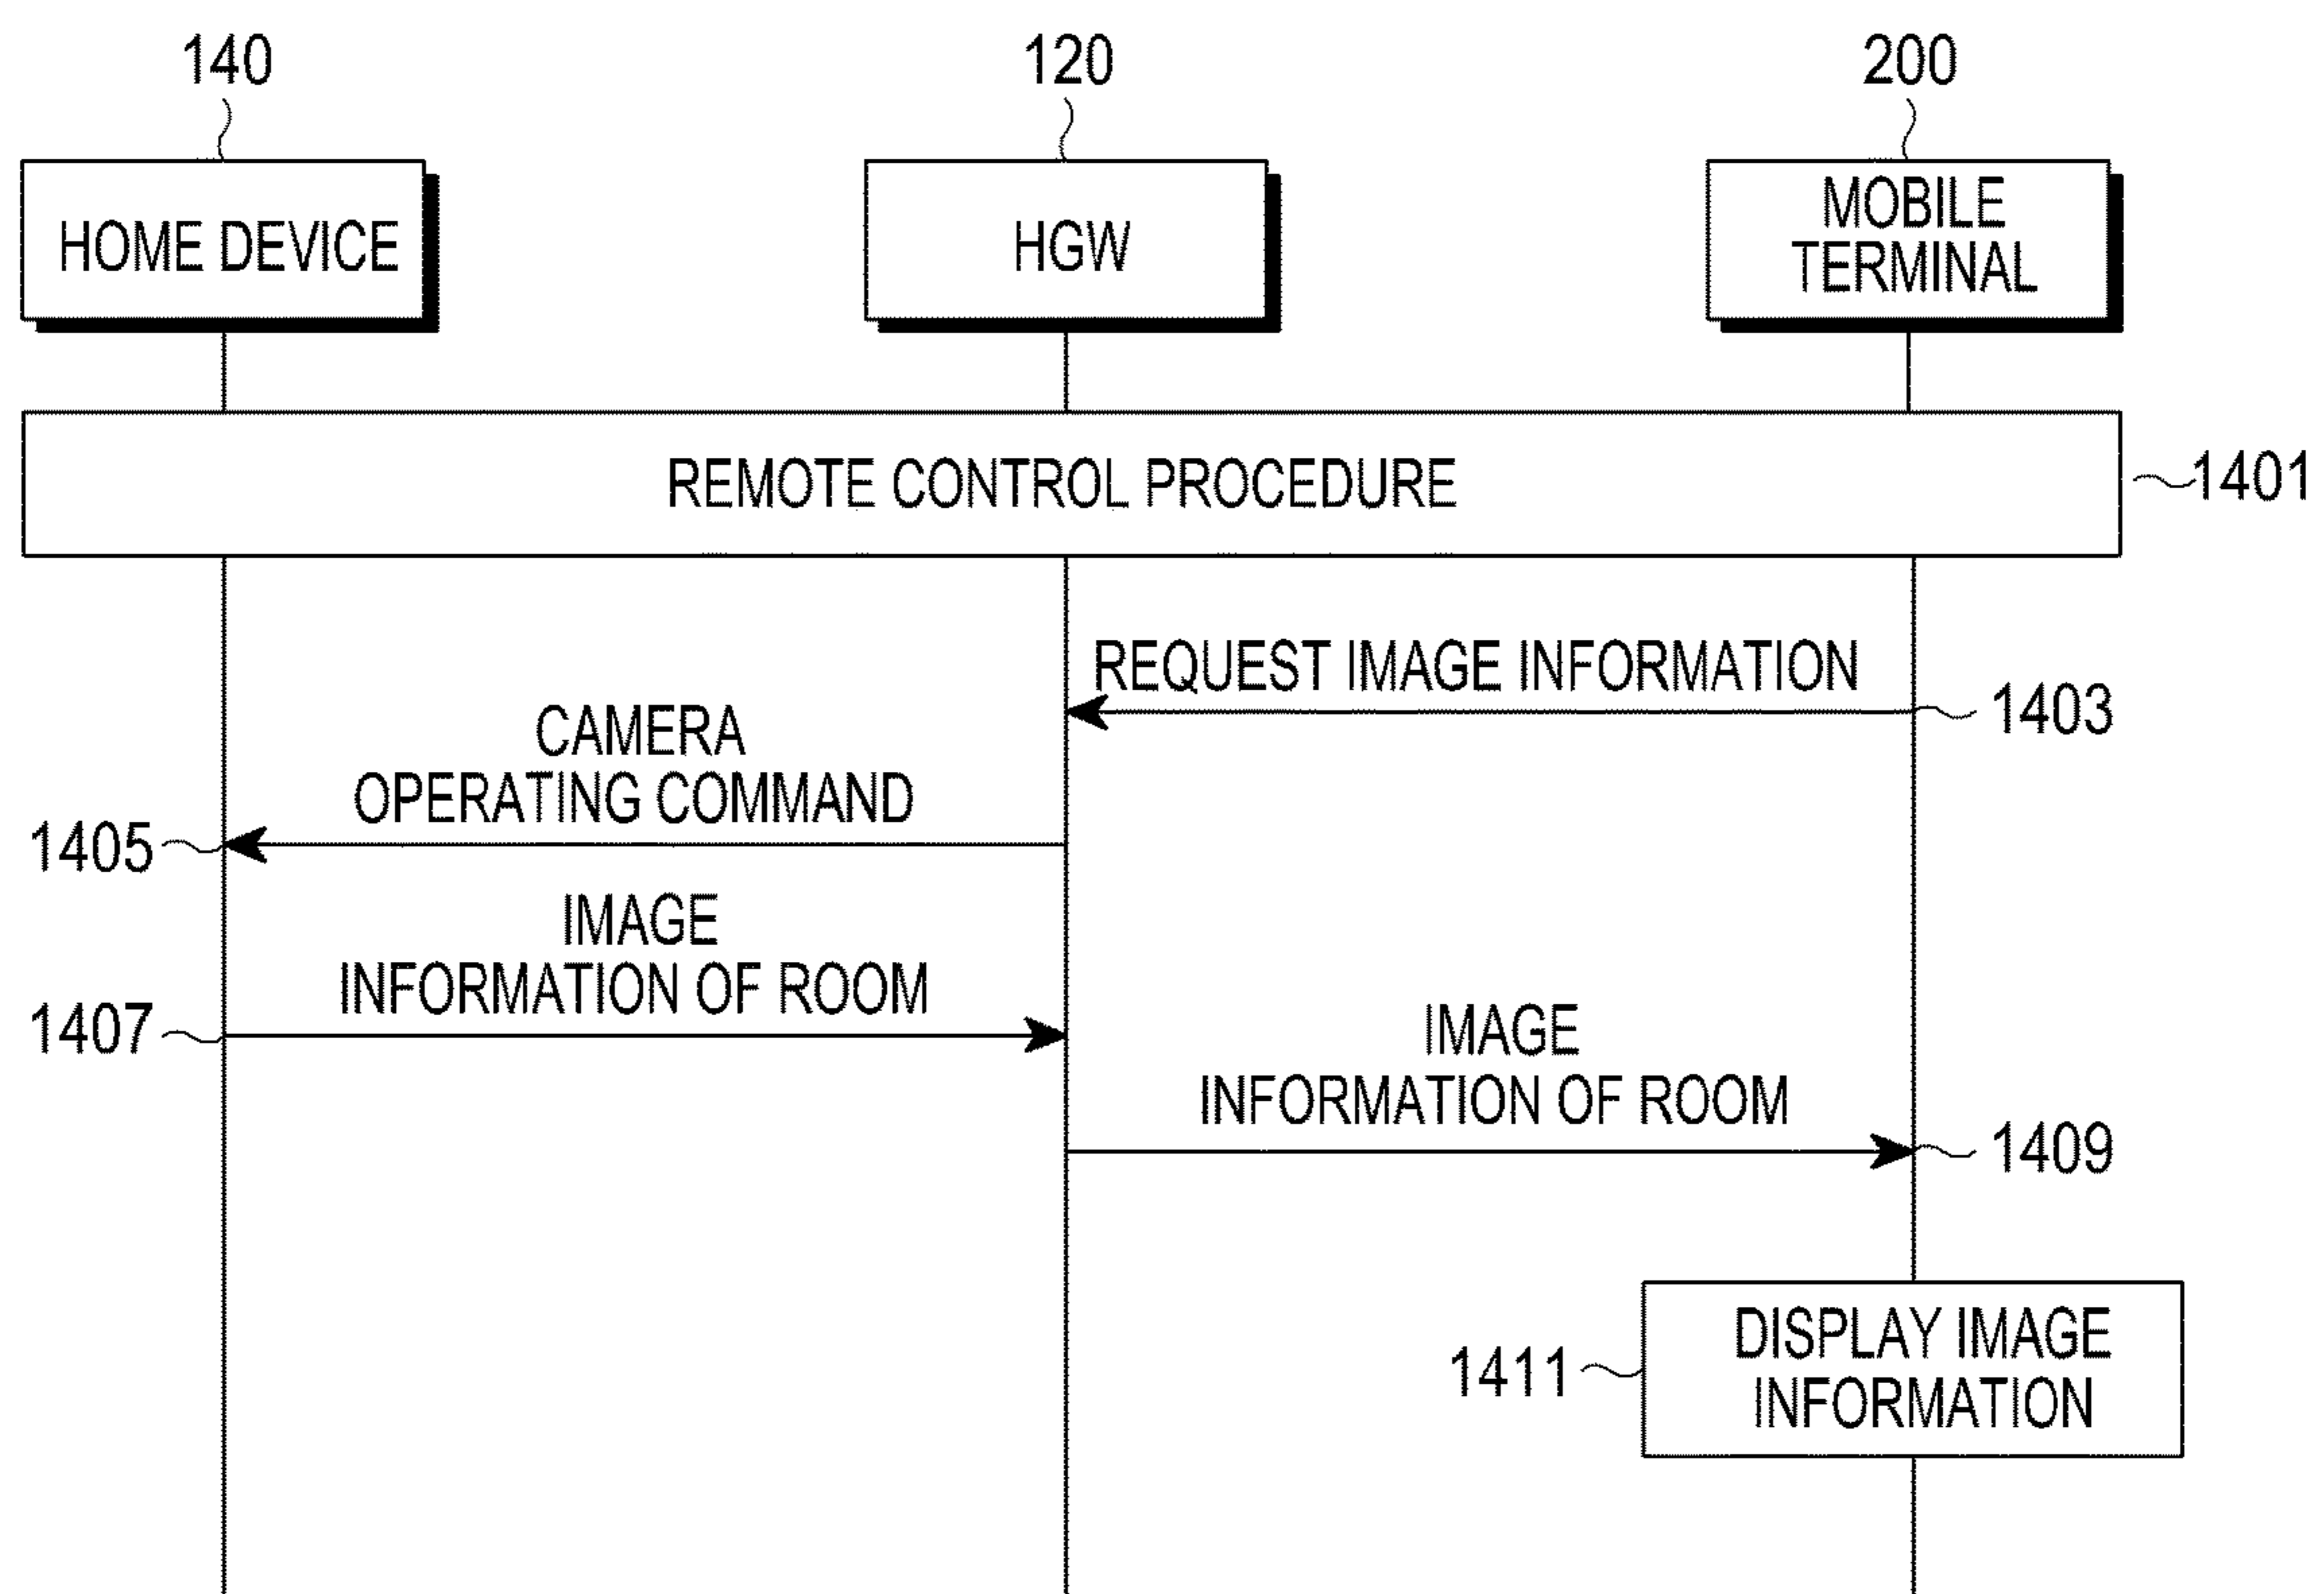 140
120
200
HOME DEVICE
HGW
MOBILE
TERMINAL
REMOTE CONTROL PROCEDURE
1401
REQUEST IMAGE INFORMATION
1403
CAMERA
OPERATING COMMAND
1405
IMAGE
INFORMATION OF ROOM
1407
IMAGE
INFORMATION OF ROOM
1409
DISPLAY IMAGE
INFORMATION
1411